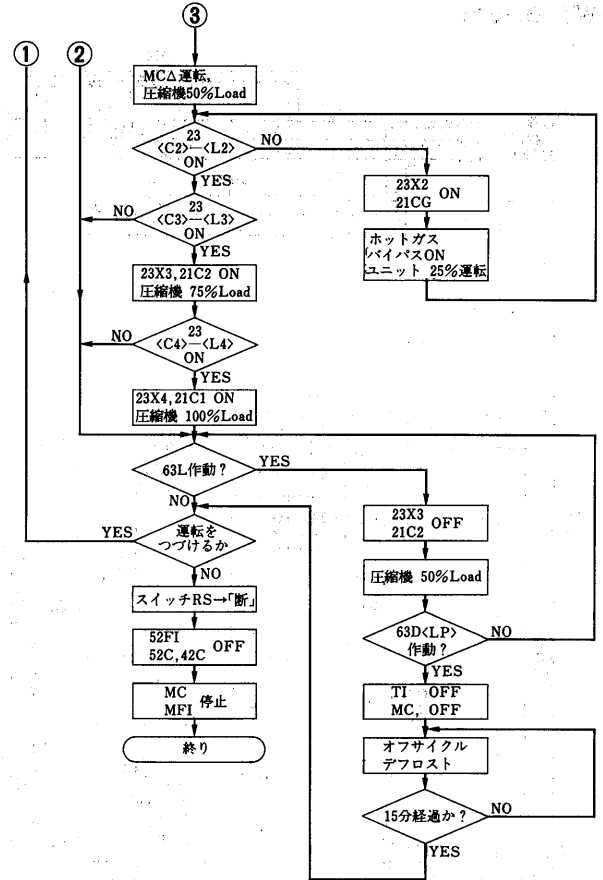 ③
①
②
MC△運転,
圧縮機50%Load
23
<C2>―<L2>
ON
NO
YES
23X2
21CG ON
ホットガス
バイパスON
ユニット 25%運転
23
<C3>―<L3>
ON
NO
YES
23X3,21C2 ON
圧縮機 75%Load
23
<C4>―<L4>
ON
NO
YES
23X4,21C1 ON
圧縮機 100%Load
63L作動?
YES
NO
運転を
つづけるか
YES
NO
スイッチRS→「断」
52FI
52C,42C OFF
MC
MFI 停止
終り
23X3
21C2 OFF
圧縮機 50%Load
63D<LP>
作動?
NO
YES
TI OFF
MC, OFF
オフサイクル
デフロスト
15分経過か?
NO
YES